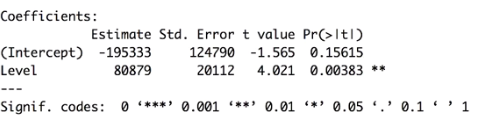 Coefficients:
            Estimate Std. Error t value Pr(>|t|)
(Intercept)  -195333     124790  -1.565  0.15615
Level          80879      20112   4.021  0.00383 **
---
Signif. codes:  0 ‘***’ 0.001 ‘**’ 0.01 ‘*’ 0.05 ‘.’ 0.1 ‘ ’ 1